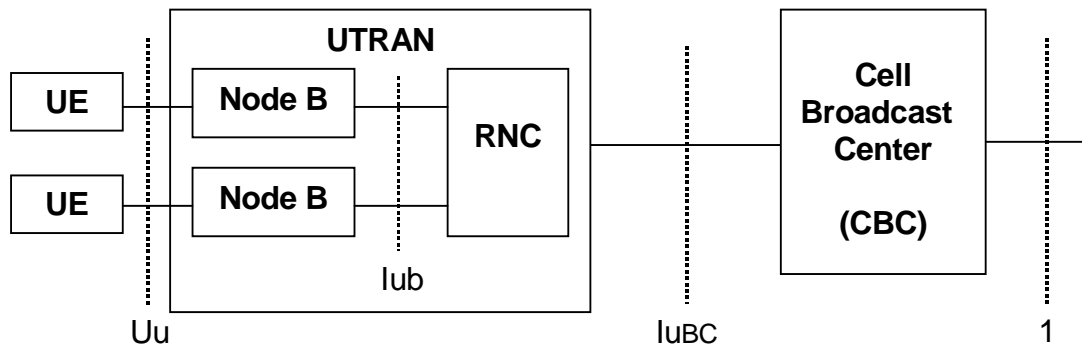 UTRAN
UE
Node B
RNC
UE
Node B
Iub
Uu
IuBC
Cell
Broadcast
Center
(CBC)
1